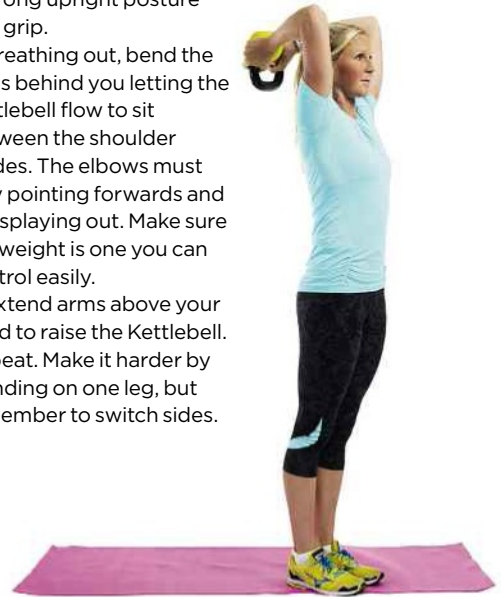 ong upright posture
grip.
reathing out, bend the
s behind you letting the
tlebell flow to sit
ween the shoulder
des. The elbows must
y pointing forwards and
splaying out. Make sure
weight is one you can
trol easily.
xtend arms above your
d to raise the Kettlebell.
peat. Make it harder by
nding on one leg, but
ember to switch sides.